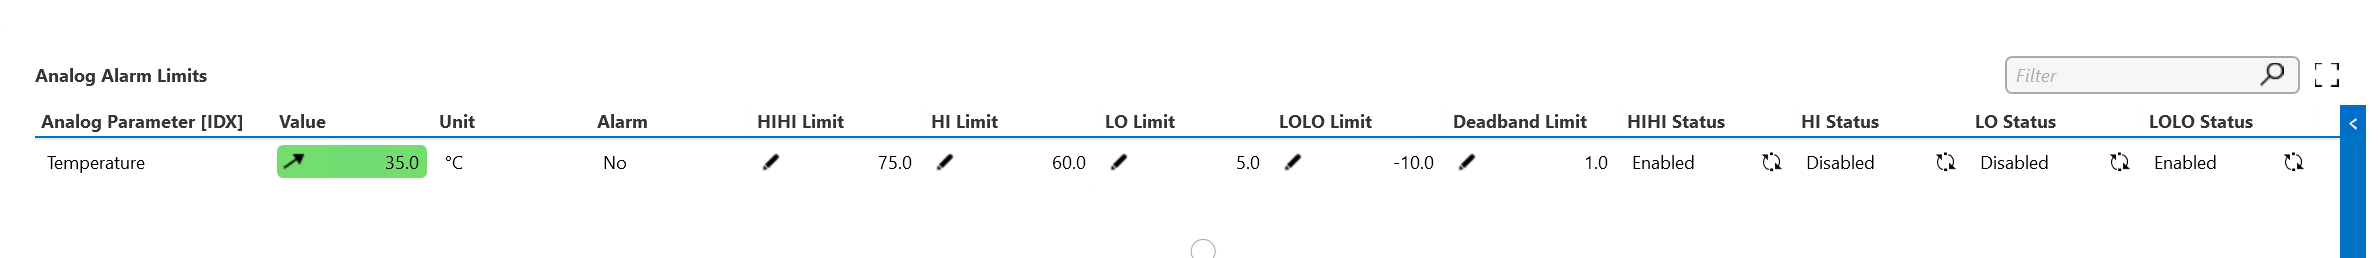 Analog Alarm Limits
Filter
Analog Parameter [IDX] Value Unit Alarm HIHI Limit HI Limit LO Limit LOLO Limit Deadband Limit HIHI Status HI Status LO Status LOLO Status
Temperature 35.0 °C No 75.0 60.0 5.0 -10.0 1.0 Enabled Disabled Disabled Enabled